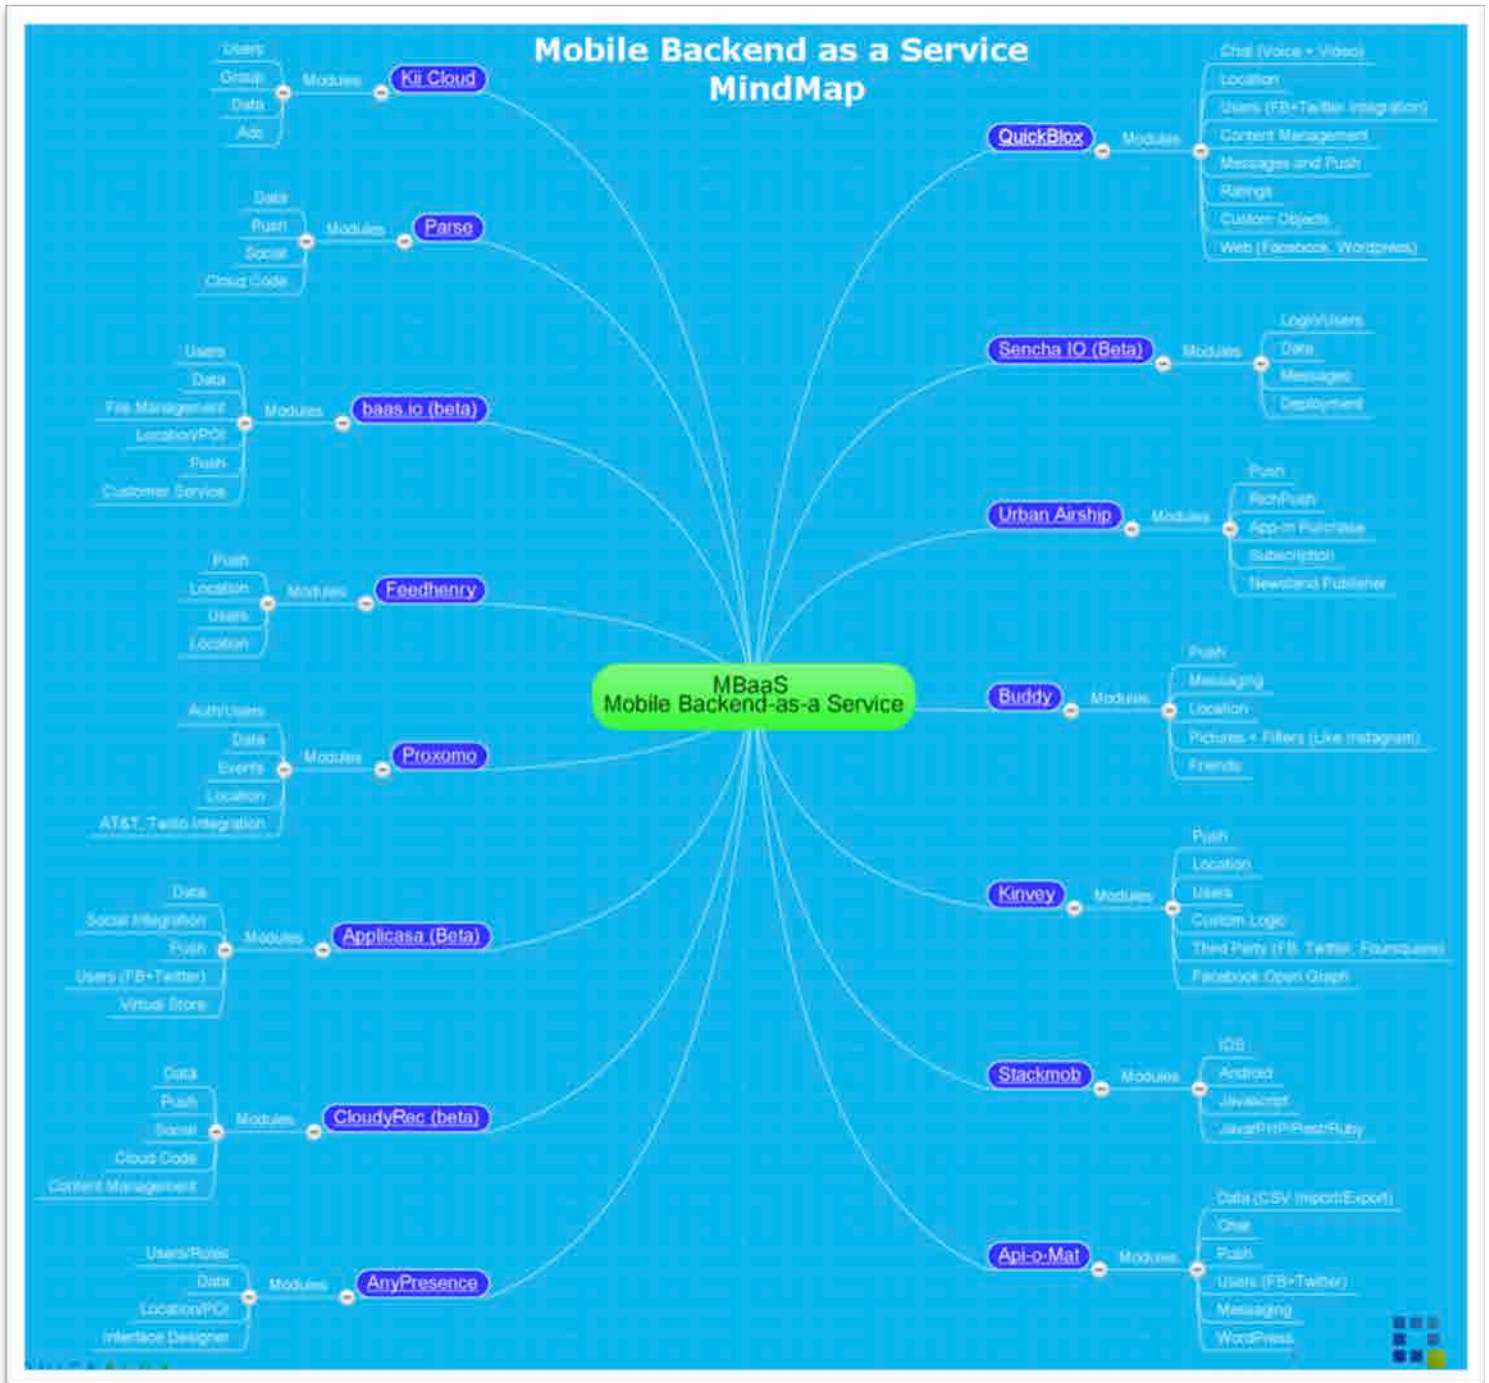 Mobile Backend as a Service
MindMap
Kii Cloud
Modules
Users
Group
Data
Parse
Modules
Data
Push
Social
Cloud Code
baas.io (beta)
Modules
Users
Data
File Management
Location/POI
Push
Customer Service
Feedhenry
Modules
Push
Location
Users
Location
Proxomo
Modules
Auth/Users
Data
Events
Location
AT&T, Twilio Integration
Applicasa (Beta)
Modules
Data
Social Integration
Push
Users (FB+Twitter)
Virtual Store
CloudyRec (beta)
Modules
Data
Push
Social
Cloud Code
Content Management
AnyPresence
Modules
Users/Roles
Data
Location/POI
Interface Designer
MBaaS
Mobile Backend-as-a Service
QuickBlox
Modules
Chat (Voice + Video)
Location
Users (FB+Twitter Integration)
Content Management
Messages and Push
Ratings
Custom Objects
Web (Facebook, Wordpress)
Sencha IO (Beta)
Modules
Login/Users
Data
Messages
Deployment
Urban Airship
Modules
Push
RichPush
App-in Purchase
Subscription
Newstand Publisher
Buddy
Modules
Push
Messaging
Location
Pictures + Filters (Like Instagram)
Friends
Kinvey
Modules
Push
Location
Users
Custom Logic
Third Party (FB, Twitter, Foursquare)
Facebook Open Graph
Stackmob
Modules
iOS
Android
Javascript
Java/PHP/Rest/Ruby
Api-o-Mat
Modules
Data (CSV Import/Export)
Chat
Push
Users (FB+Twitter)
Messaging
WordPress